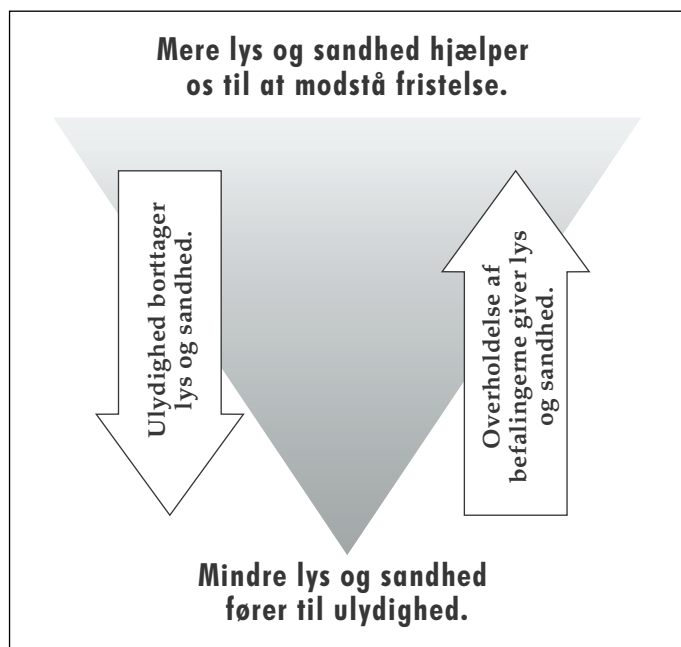 Mere lys og sandhed hjælper
os til at modstå fristelse.
Ulydighed borttager
lys og sandhed.
Overholdelse af
befalingerne giver lys
og sandhed.
Mindre lys og sandhed
fører til ulydighed.